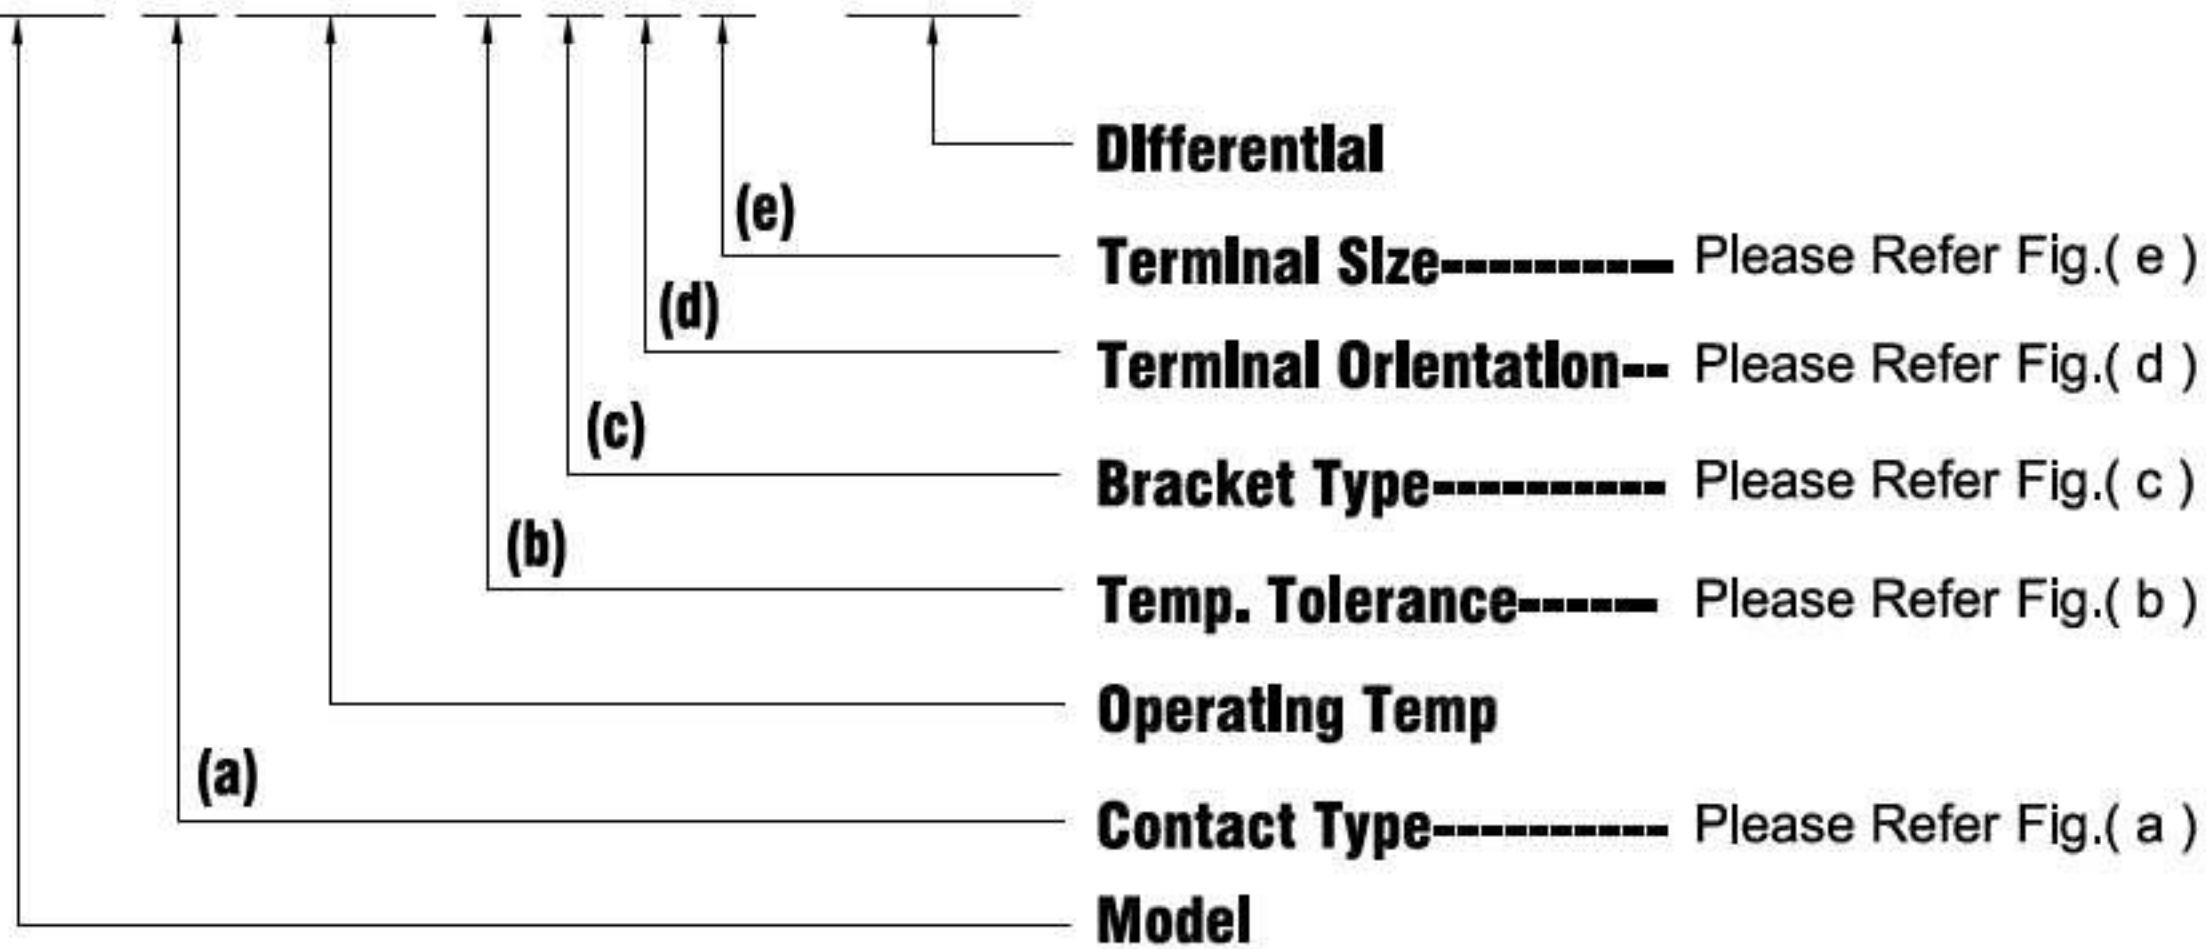 Differential
(e)
Terminal Size---------- Please Refer Fig.( e )
(d)
Terminal Orientation-- Please Refer Fig.( d )
(c)
Bracket Type---------- Please Refer Fig.( c )
(b)
Temp. Tolerance------ Please Refer Fig.( b )
Operating Temp
(a)
Contact Type---------- Please Refer Fig.( a )
Model